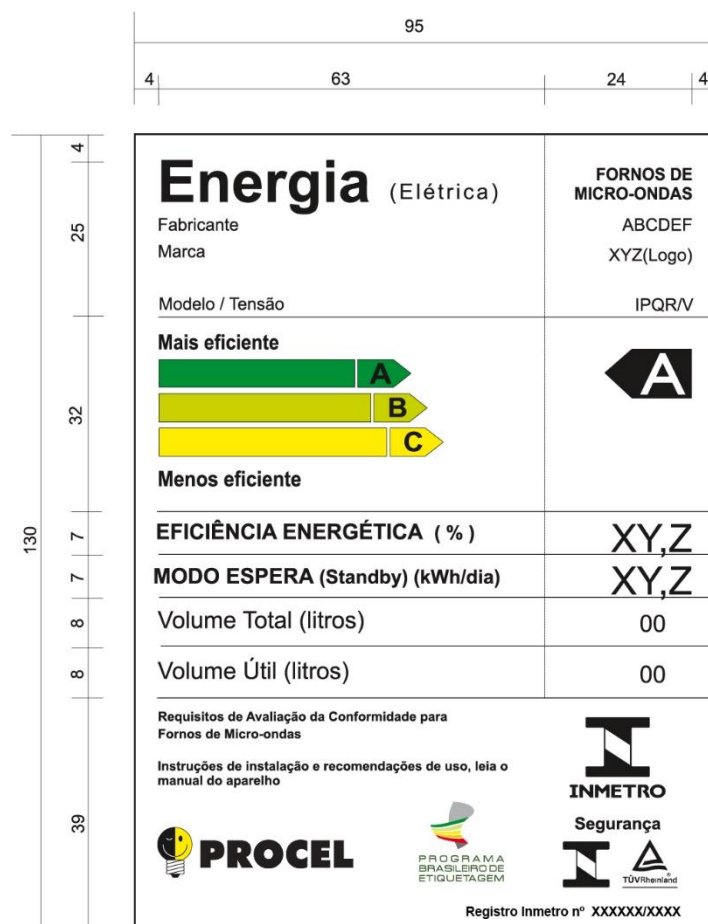 95
4 63 24 4
4
25
32
130
7
7
8
8
39
Energia (Elétrica)
FORNOS DE
MICRO-ONDAS
Fabricante ABCDEF
Marca XYZ(Logo)
Modelo / Tensão IPQR/V
Mais eficiente
A A
B
C
Menos eficiente
EFICIÊNCIA ENERGÉTICA ( % ) XY,Z
MODO ESPERA (Standby) (kWh/dia) XY,Z
Volume Total (litros) 00
Volume Útil (litros) 00
Requisitos de Avaliação da Conformidade para
Fornos de Micro-ondas
Instruções de instalação e recomendações de uso, leia o
manual do aparelho
INMETRO
Segurança
PROCEL
PROGRAMA
BRASILEIRO DE
ETIQUETAGEM
INMETRO
TÜVRheinland®
Registro Inmetro nº XXXXXX/XXXX